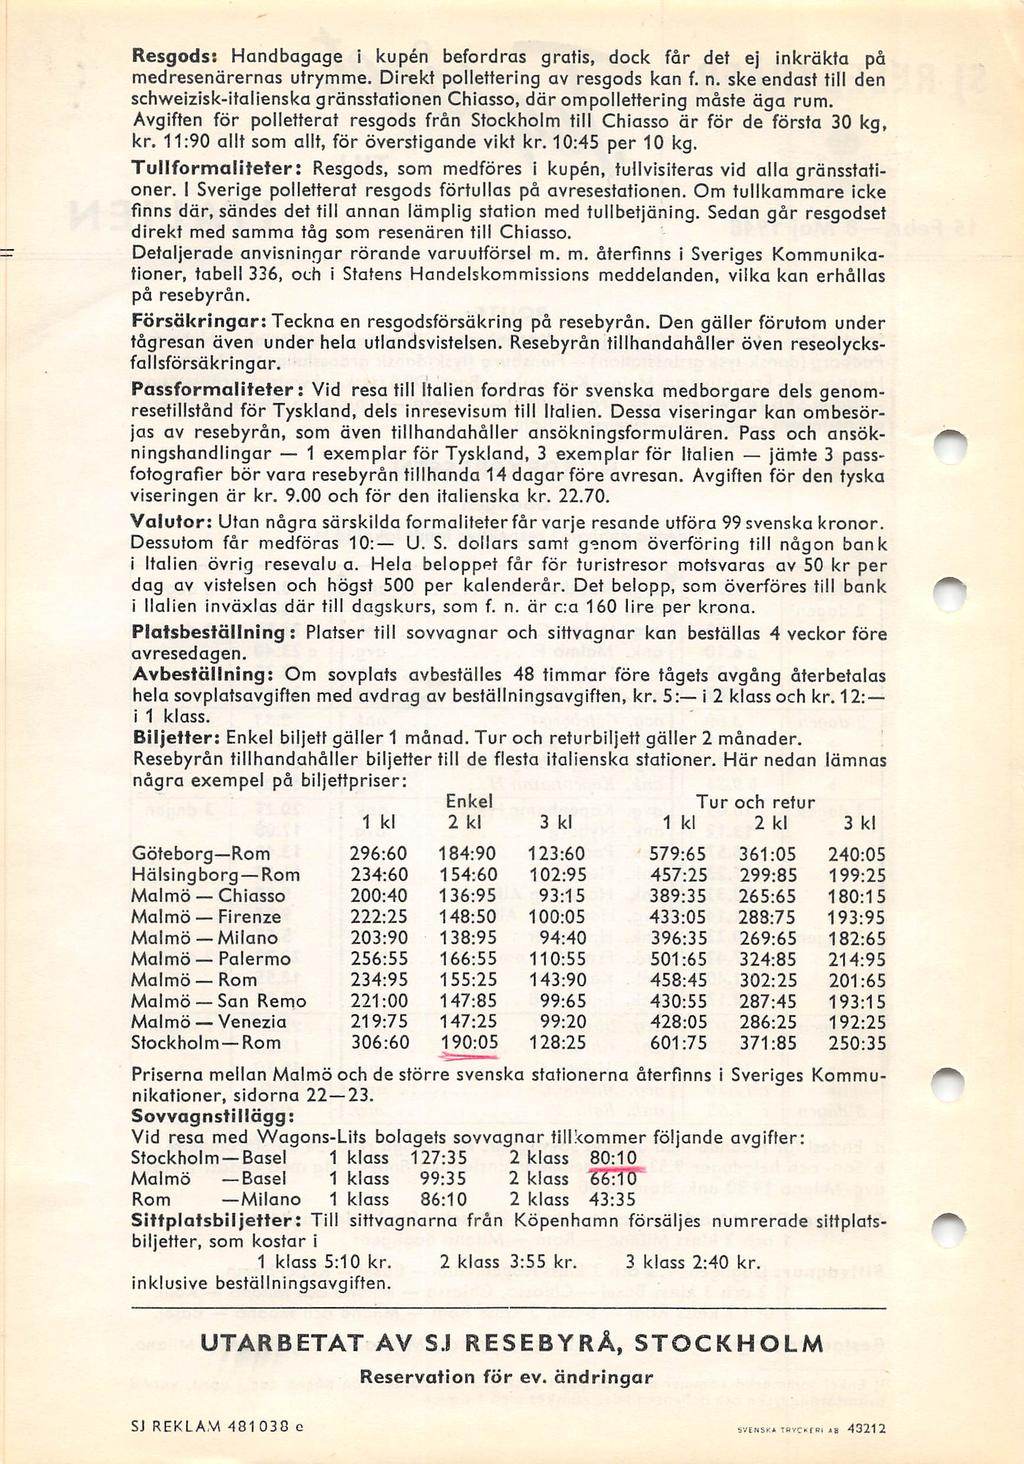 Resgods: Handbagage i kupén befordras gratis, dock får det ej inkräkta på
medresenärernas utrymme. Direkt pollettering av resgods kan f. n. ske endast till den
schweizisk-italienska gränsstationen Chiasso, där ompollettering måste äga rum.
Avgiften för polletterat resgods från Stockholm till Chiasso är för de första 30 kg,
kr. 11:90 allt som allt, för överstigande vikt kr. 10:45 per 10 kg.
Tullformaliteter: Resgods, som medföres i kupén, tullvisiteras vid alla gränsstati-
oner. I Sverige polletterat resgods förtullas på avresestationen. Om tullkammare icke
finns där, sändes det till annan lämplig station med tullbetjäning. Sedan går resgodset
direkt med samma tåg som resenären till Chiasso.
Detaljerade anvisningar rörande varuutförsel m. m. återfinns i Sveriges Kommunika-
tioner, tabell 336, och i Statens Handelskommissions meddelanden, vilka kan erhållas
på resebyrån.
Försäkringar: Teckna en resgodsförsäkring på resebyrån. Den gäller förutom under
tågresan även under hela utlandsvistelsen. Resebyrån tillhandahåller även reseolycks-
fallsförsäkringar.
Passformaliteter: Vid resa till Italien fordras för svenska medborgare dels genom-
resetillstånd för Tyskland, dels inresevisum till Italien. Dessa viseringar kan ombesör-
jas av resebyrån, som även tillhandahåller ansökningsformulären. Pass och ansök-
ningshandlingar — 1 exemplar för Tyskland, 3 exemplar för Italien — jämte 3 pass-
fotografier bör vara resebyrån tillhanda 14 dagar före avresan. Avgiften för den tyska
viseringen är kr. 9.00 och för den italienska kr. 22.70.
Valutor: Utan några särskilda formaliteter får varje resande utföra 99 svenska kronor.
Dessutom får medföras 10:— U. S. dollars samt genom överföring till någon bank
i Italien övrig resevalu a. Hela beloppet får för turistresor motsvaras av 50 kr per
dag av vistelsen och högst 500 per kalenderår. Det belopp, som överföres till bank
i Ilalien inväxlas där till dagskurs, som f. n. är c:a 160 lire per krona.
Platsbeställning: Platser till sovvagnar och sittvagnar kan beställas 4 veckor före
avresedagen.
Avbeställning: Om sovplats avbeställes 48 timmar före tågets avgång återbetalas
hela sovplatsavgiften med avdrag av beställningsavgiften, kr. 5:— i 2 klass och kr. 12:—
i 1 klass.
Biljetter: Enkel biljett gäller 1 månad. Tur och returbiljett gäller 2 månader.
Resebyrån tillhandahåller biljetter till de flesta italienska stationer. Här nedan lämnas
några exempel på biljettpriser:
Enkel Tur och retur
1 kl 2 kl 3 kl 1 kl 2 kl 3 kl
Göteborg—Rom 296:60 184:90 123:60 579:65 361:05 240:05
Hälsingborg—Rom 234:60 154:60 102:95 457:25 299:85 199:25
Malmö — Chiasso 200:40 136:95 93:15 389:35 265:65 180:15
Malmö — Firenze 222:25 148:50 100:05 433:05 288:75 193:95
Malmö — Milano 203:90 138:95 94:40 396:35 269:65 182:65
Malmö — Palermo 256:55 166:55 110:55 501:65 324:85 214:95
Malmö — Rom 234:95 155:25 143:90 458:45 302:25 201:65
Malmö — San Remo 221:00 147:85 99:65 430:55 287:45 193:15
Malmö — Venezia 219:75 147:25 99:20 428:05 286:25 192:25
Stockholm—Rom 306:60 190:05 128:25 601:75 371:85 250:35
Priserna mellan Malmö och de större svenska stationerna återfinns i Sveriges Kommu-
nikationer, sidorna 22—23.
Sovvagnstillägg:
Vid resa med Wagons-Lits bolagets sovvagnar tillkommer följande avgifter:
Stockholm—Basel 1 klass 127:35 2 klass 80:10
Malmö —Basel 1 klass 99:35 2 klass 66:10
Rom —Milano 1 klass 86:10 2 klass 43:35
Sittplatsbiljetter: Till sittvagnarna från Köpenhamn försäljes numrerade sittplats-
biljetter, som kostar i
1 klass 5:10 kr. 2 klass 3:55 kr. 3 klass 2:40 kr.
inklusive beställningsavgiften.
UTARBETAT AV SJ RESEBYRÅ, STOCKHOLM
Reservation för ev. ändringar
SJ REKLAM 481038 e
SVENSKA TRYCKERI AB 43212